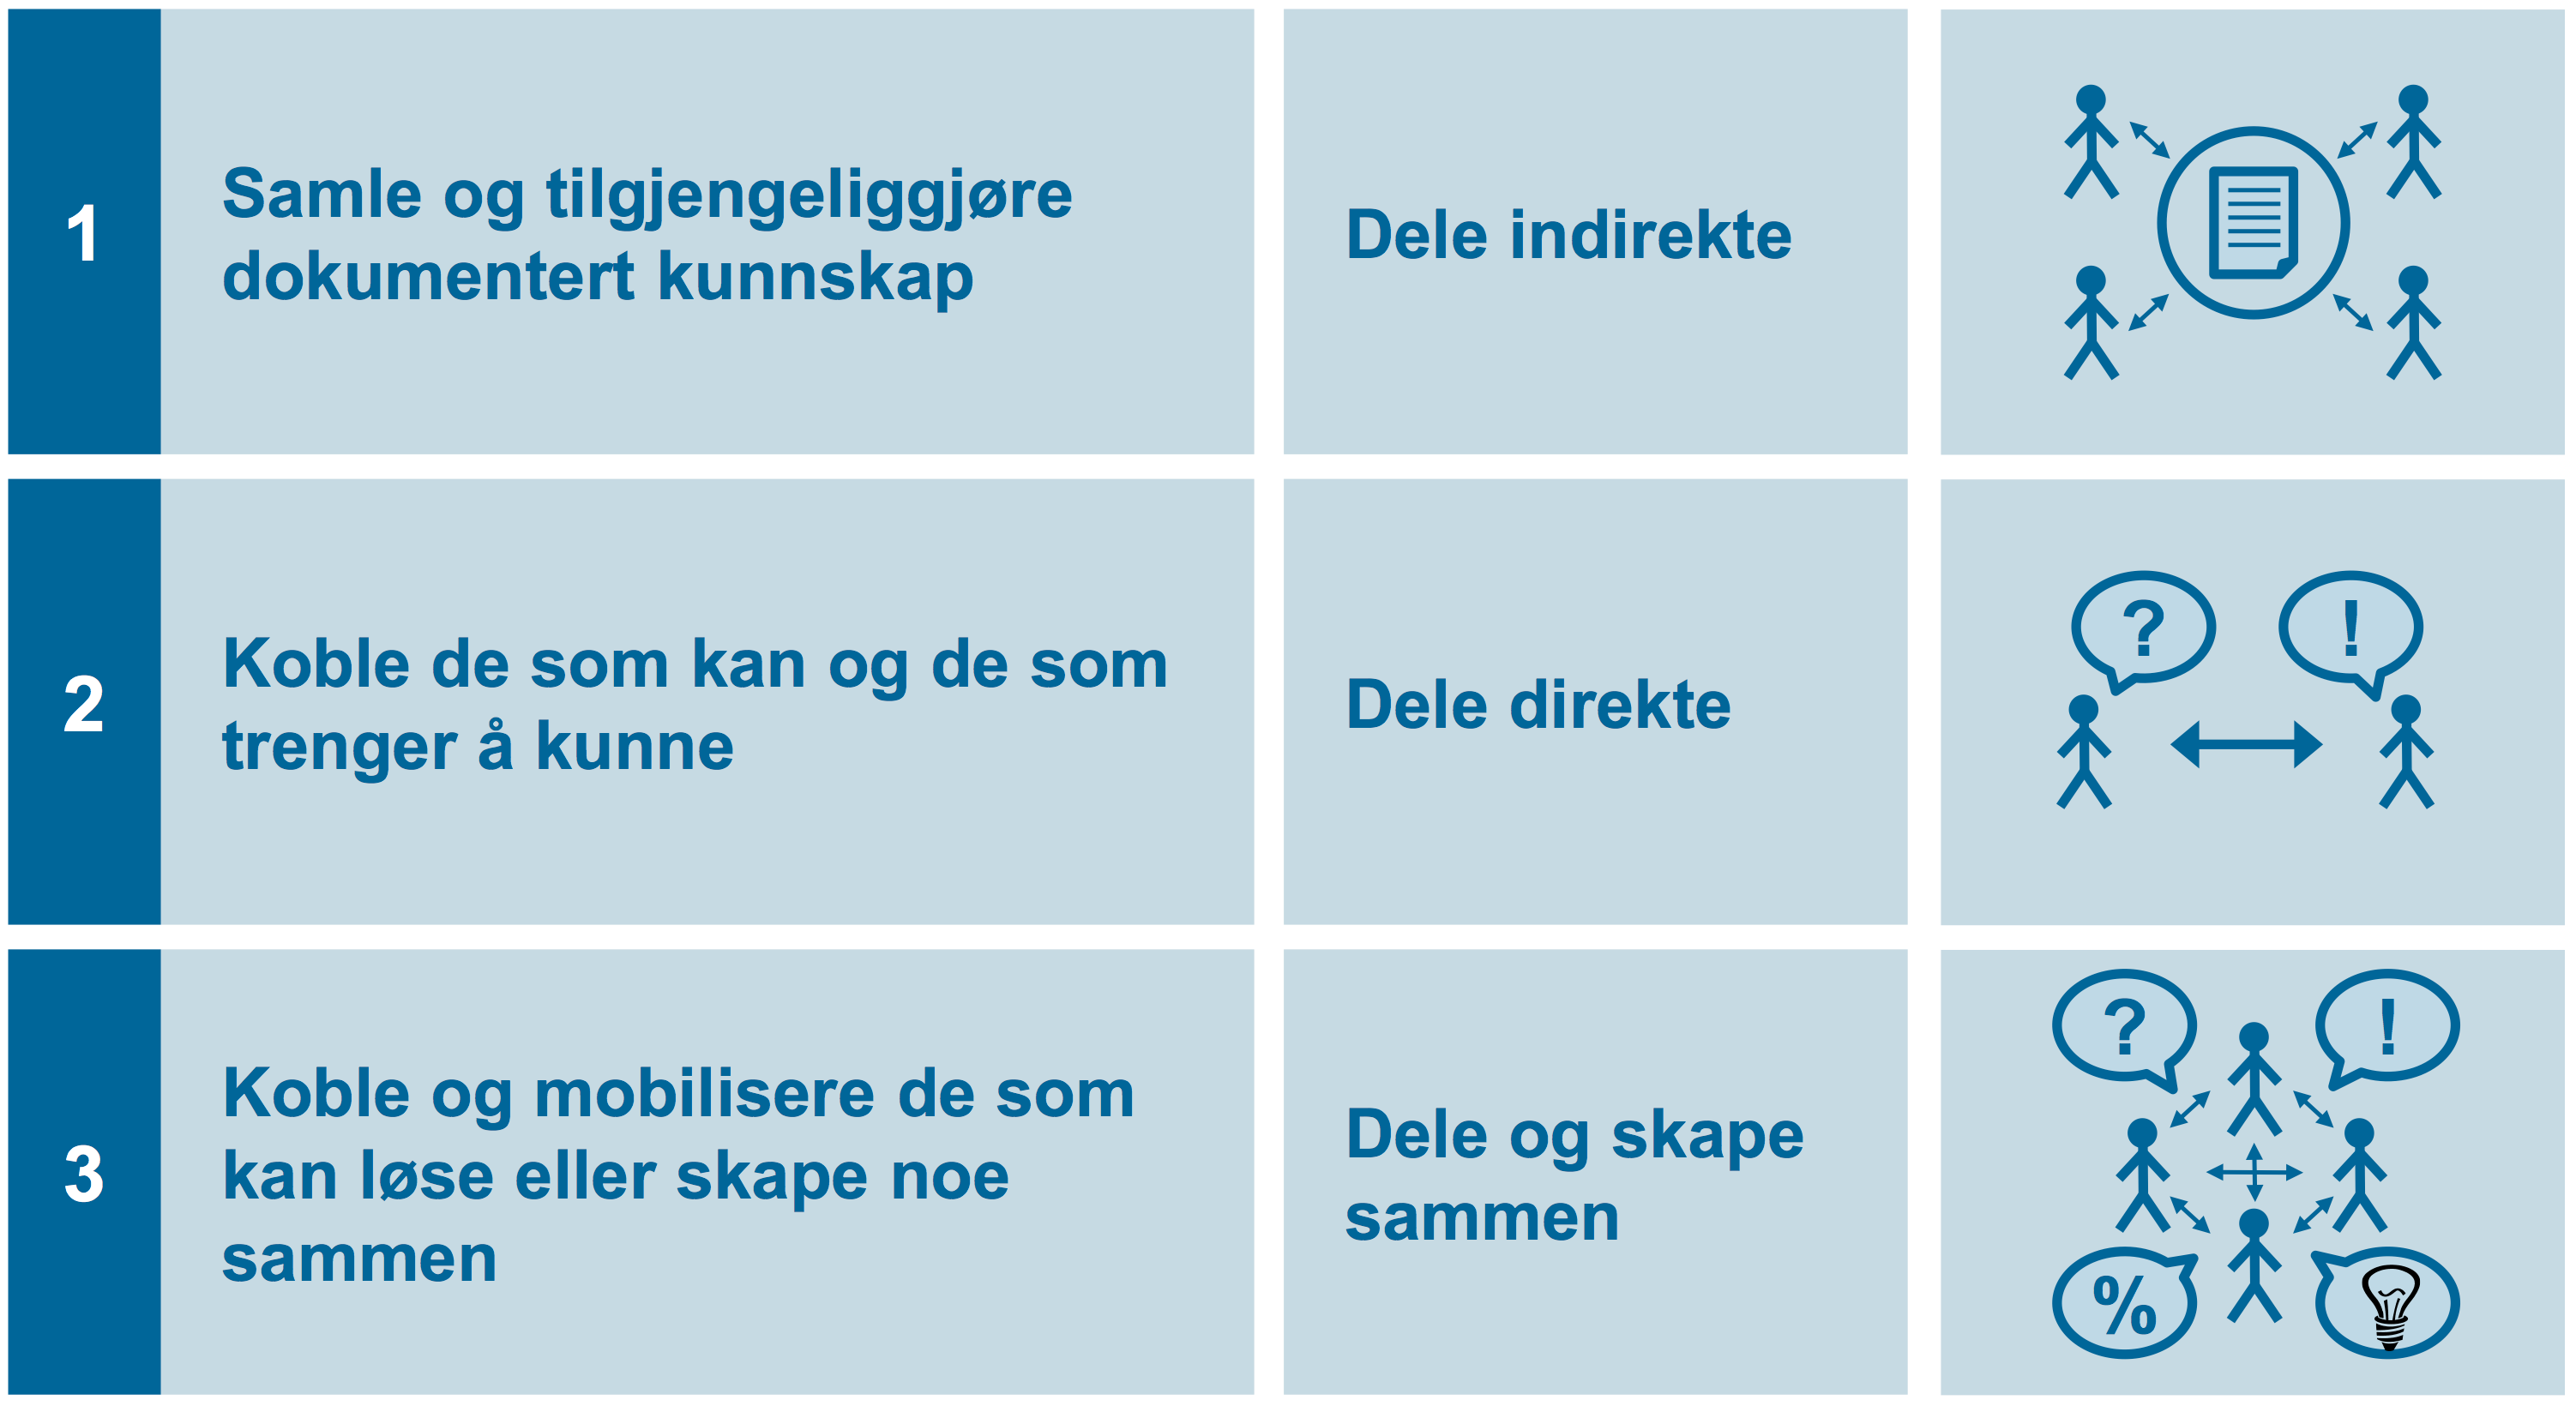 1
Samle og tilgjengeliggjøre
dokumentert kunnskap
Dele indirekte
2
Koble de som kan og de som
trenger å kunne
Dele direkte
?
!
3
Koble og mobilisere de som
kan løse eller skape noe
sammen
Dele og skape
sammen
?
!
%